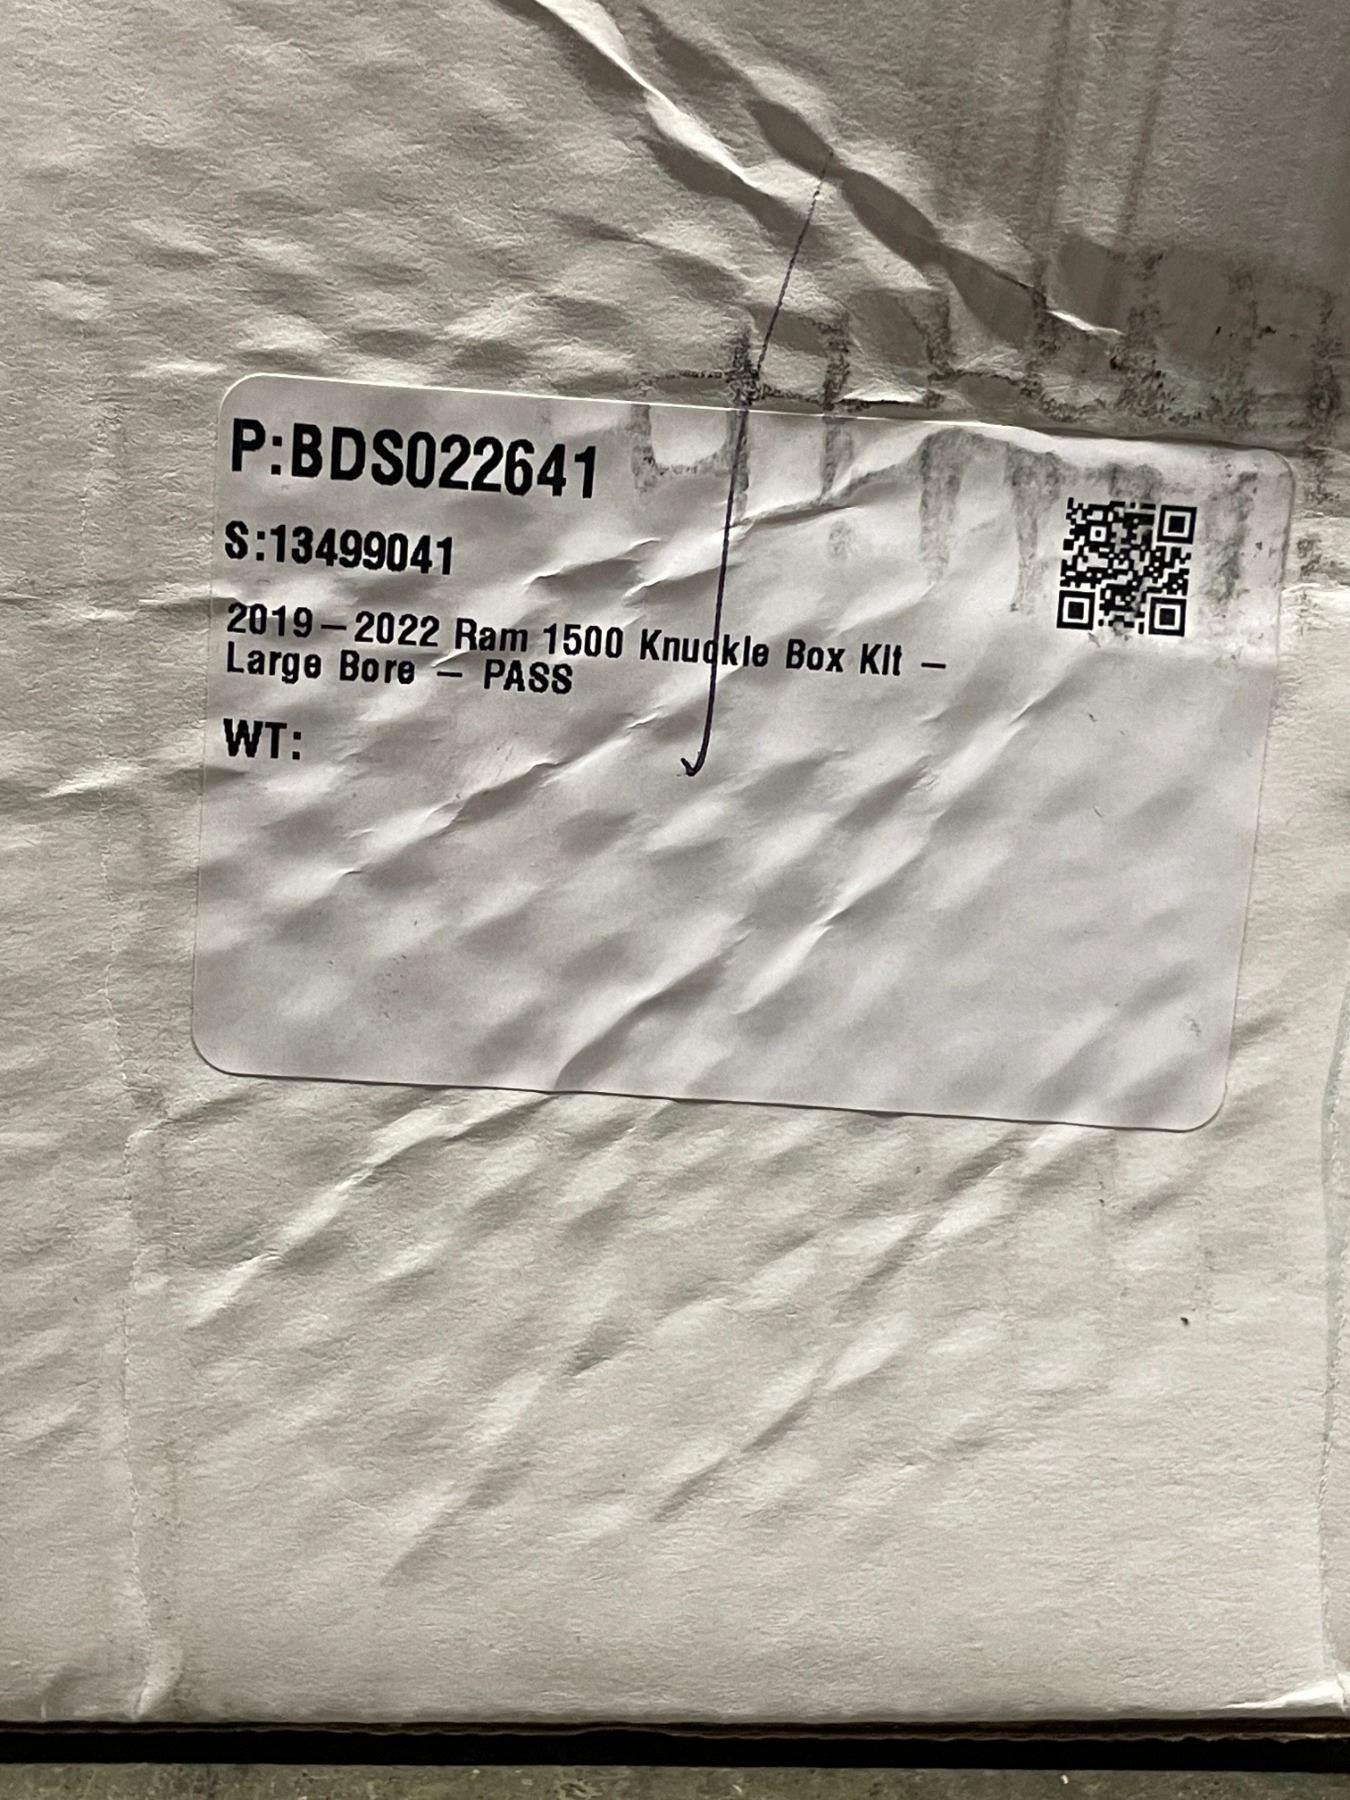 P:BDS022641
S:13499041
2019-2022 Ram 1500 Knuckle Box Kit -
Large Bore - PASS
WT: